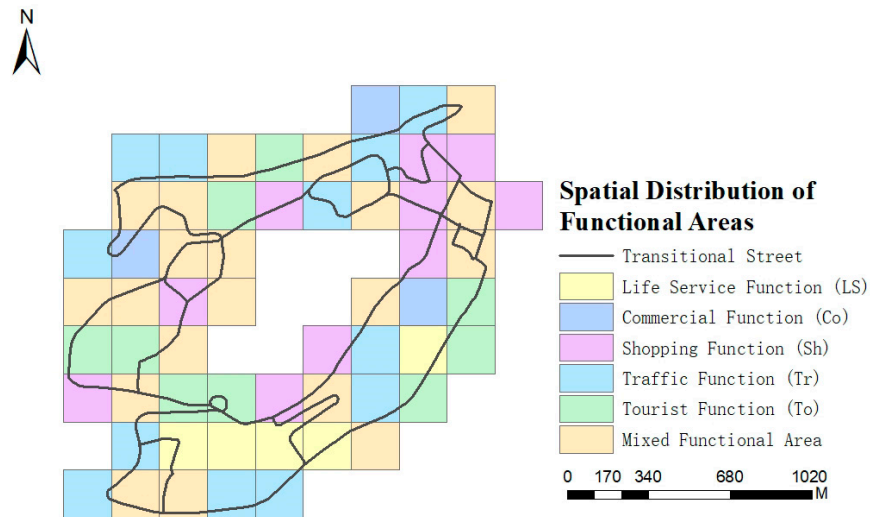 N
Spatial Distribution of
Functional Areas
Transitional Street
Life Service Function (LS)
Commercial Function (Co)
Shopping Function (Sh)
Traffic Function (Tr)
Tourist Function (To)
Mixed Functional Area
0 170 340 680 1020
M